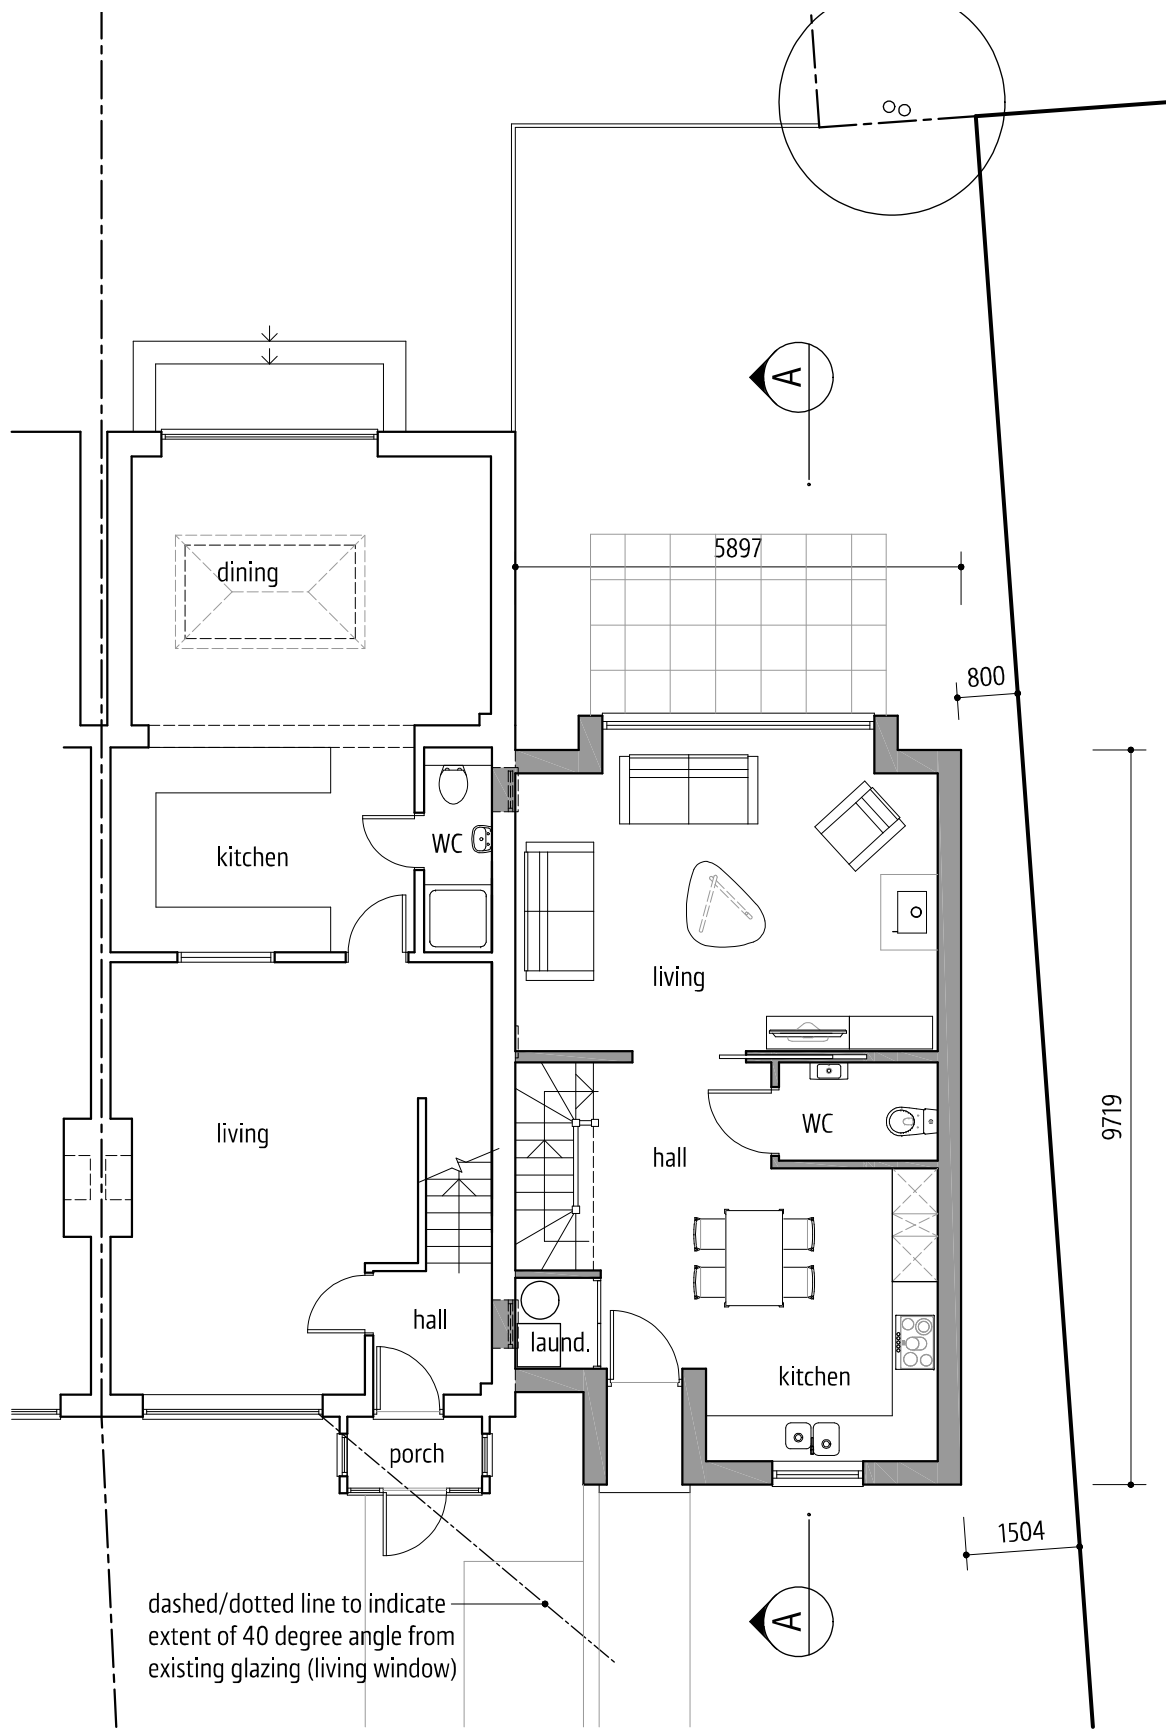 A
5897
dining
800
kitchen
WC
living
living
WC
9719
hall
hall
laund.
kitchen
porch
1504
dashed/dotted line to indicate
extent of 40 degree angle from
existing glazing (living window)
A